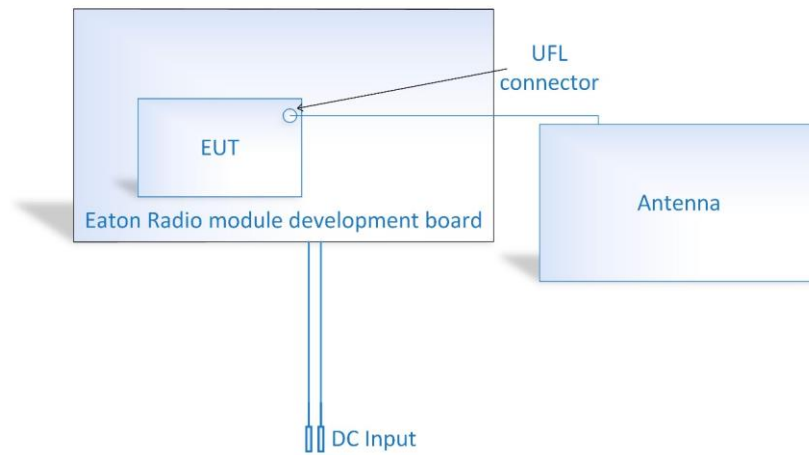 UFL
connector
EUT
Antenna
Eaton Radio module development board
DC Input